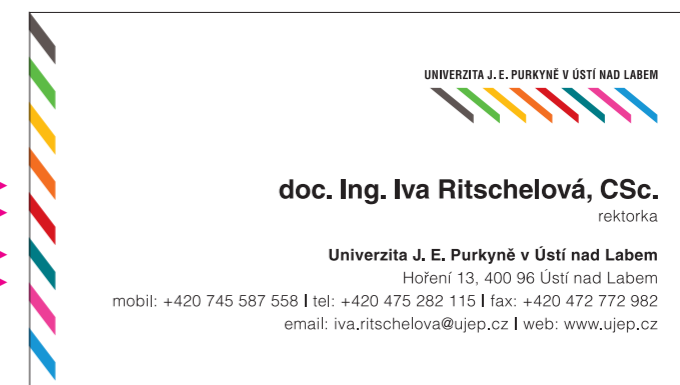 UNIVERZITA J. E. PURKYNĚ V ÚSTÍ NAD LABEM
doc. Ing. Iva Ritschelová, CSc.
rektorka
Univerzita J. E. Purkyně v Ústí nad Labem
Hoření 13, 400 96 Ústí nad Labem
mobil: +420 745 587 558 | tel: +420 475 282 115 | fax: +420 472 772 982
email: iva.ritschelova@ujep.cz | web: www.ujep.cz